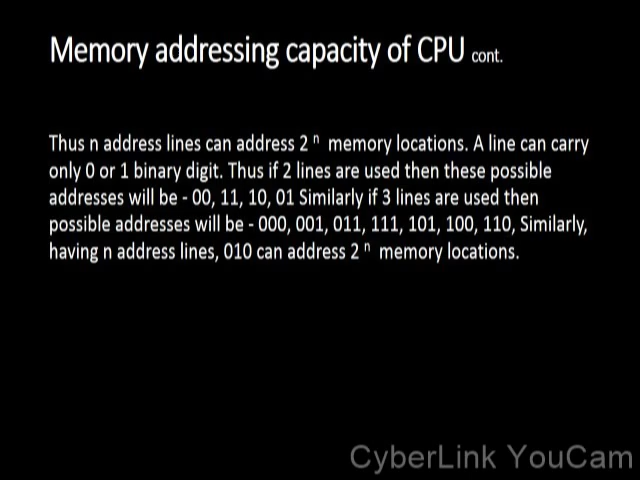 Memory addressing capacity of CPU cont.
Thus n address lines can address 2 ⁿ memory locations. A line can carry
only 0 or 1 binary digit. Thus if 2 lines are used then these possible
addresses will be - 00, 11, 10, 01 Similarly if 3 lines are used then
possible addresses will be - 000, 001, 011, 111, 101, 100, 110, Similarly,
having n address lines, 010 can address 2 ⁿ memory locations.
CyberLink YouCam